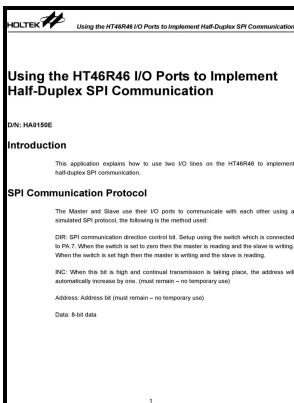 HOLTEK
Using the HT46R46 I/O Ports to Implement Half-Duplex SPI Communication
Using the HT46R46 I/O Ports to Implement
Half-Duplex SPI Communication
D/N: HA0150E
Introduction
This application explains how to use two I/O lines on the HT46R46 to implement
half-duplex SPI communication.
SPI Communication Protocol
The Master and Slave use their I/O ports to communicate with each other using a
simulated SPI protocol, the following is the method used:
DIR: SPI communication direction control bit. Setup using the switch which is connected
to PA.7. When the switch is set to zero then the master is reading and the slave is writing.
When the switch is set high then the master is writing and the slave is reading.
INC: When this bit is high and continual transmission is taking place, the address will
automatically increase by one. (must remain – no temporary use)
Address: Address bit (must remain – no temporary use)
Data: 8-bit data
1